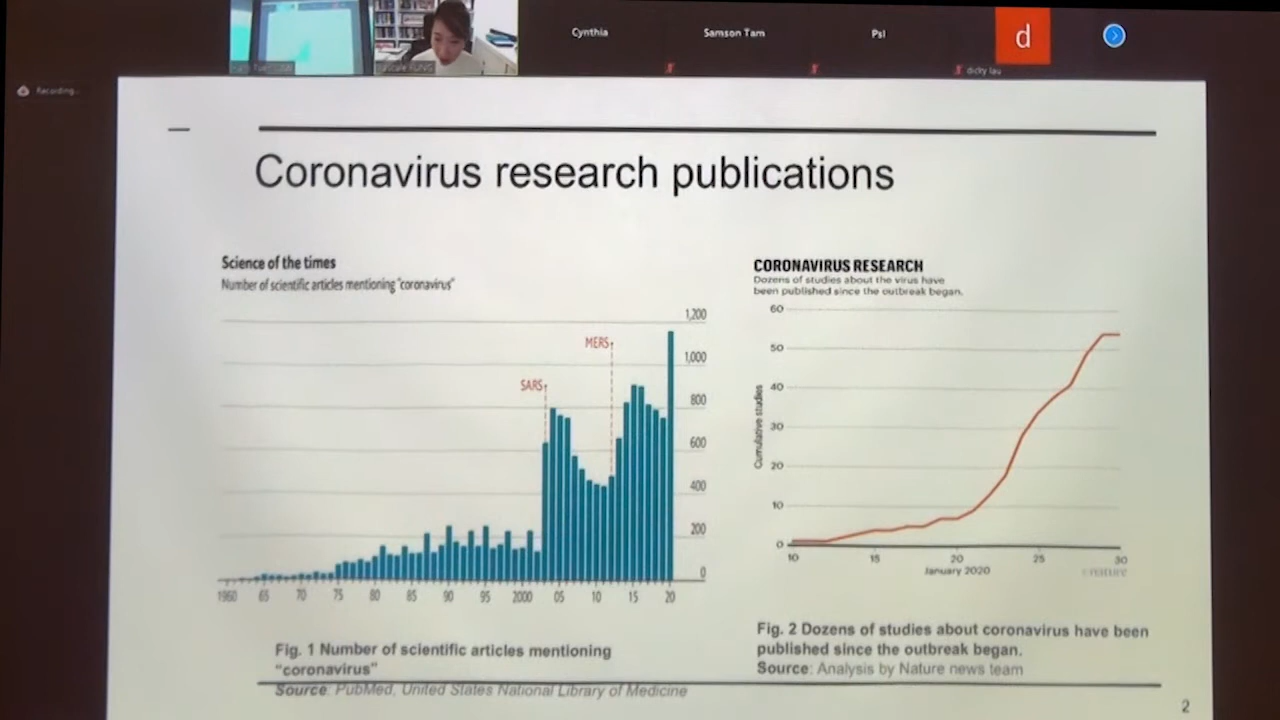 Cynthia
Samson Tam
Psl
d
dicky lau
Recording...
Coronavirus research publications
Science of the times
Number of scientific articles mentioning "coronavirus"
1,200
1,000
800
600
400
200
0
MERS
SARS
1960 65 70 75 80 85 90 95 2000 05 10 15 20
Fig. 1 Number of scientific articles mentioning
"coronavirus"
Source: PubMed, United States National Library of Medicine
CORONAVIRUS RESEARCH
Dozens of studies about the virus have
been published since the outbreak began.
60
50
40
30
20
10
0
Cumulative studies
10 15 20 25 30
January 2020
©nature
Fig. 2 Dozens of studies about coronavirus have been
published since the outbreak began.
Source: Analysis by Nature news team
2